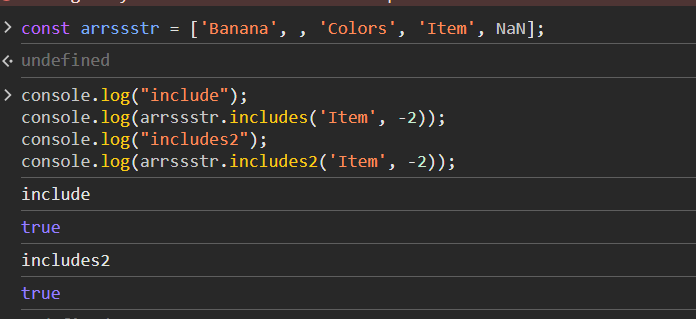 const arrssstr = ['Banana', , 'Colors', 'Item', NaN];
undefined
console.log("include");
console.log(arrssstr.includes('Item', -2));
console.log("includes2");
console.log(arrssstr.includes2('Item', -2));
include
true
includes2
true